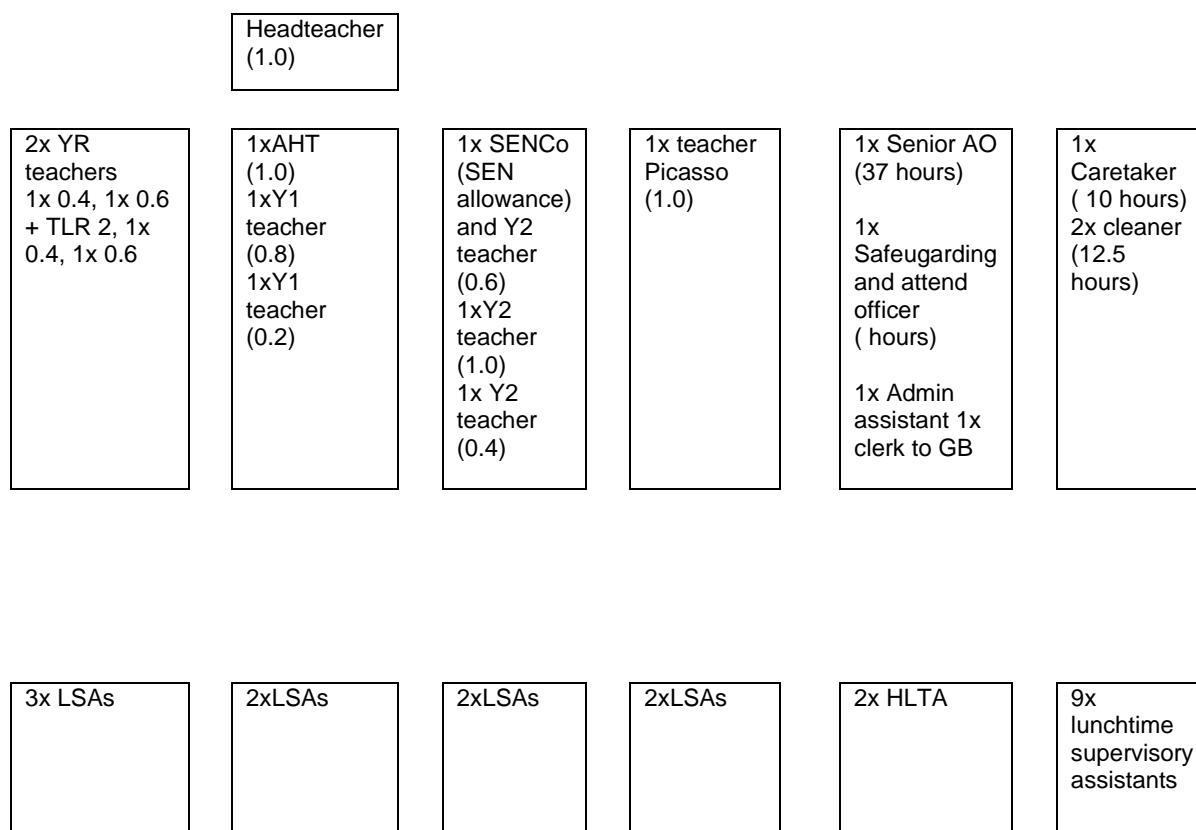 Headteacher
(1.0)
2x YR
teachers
1x 0.4, 1x 0.6
+ TLR 2, 1x
0.4, 1x 0.6
1xAHT
(1.0)
1xY1
teacher
(0.8)
1xY1
teacher
(0.2)
1x SENCo
(SEN
allowance)
and Y2
teacher
(0.6)
1xY2
teacher
(1.0)
1x Y2
teacher
(0.4)
1x teacher
Picasso
(1.0)
1x Senior AO
(37 hours)
1x
Safeugarding
and attend
officer
( hours)
1x Admin
assistant 1x
clerk to GB
1x
Caretaker
( 10 hours)
2x cleaner
(12.5
hours)
3x LSAs
2xLSAs
2xLSAs
2xLSAs
2x HLTA
9x
lunchtime
supervisory
assistants